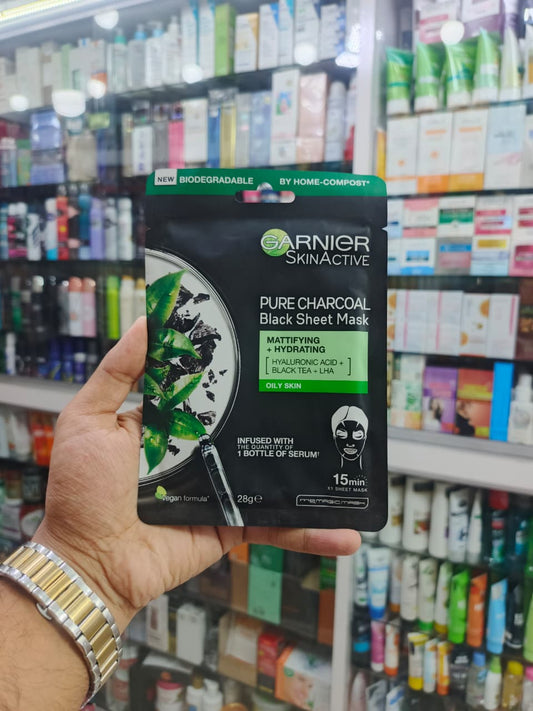 NEW BIODEGRADABLE BY HOME-COMPOST*
GARNIER
SKINACTIVE
PURE CHARCOAL
Black Sheet Mask
MATTIFYING
+ HYDRATING
HYALURONIC ACID +
BLACK TEA + LHA
OILY SKIN
INFUSED WITH
THE QUANTITY OF
1 BOTTLE OF SERUM†
15min
X1 SHEET MASK
vegan formula*
28g℮